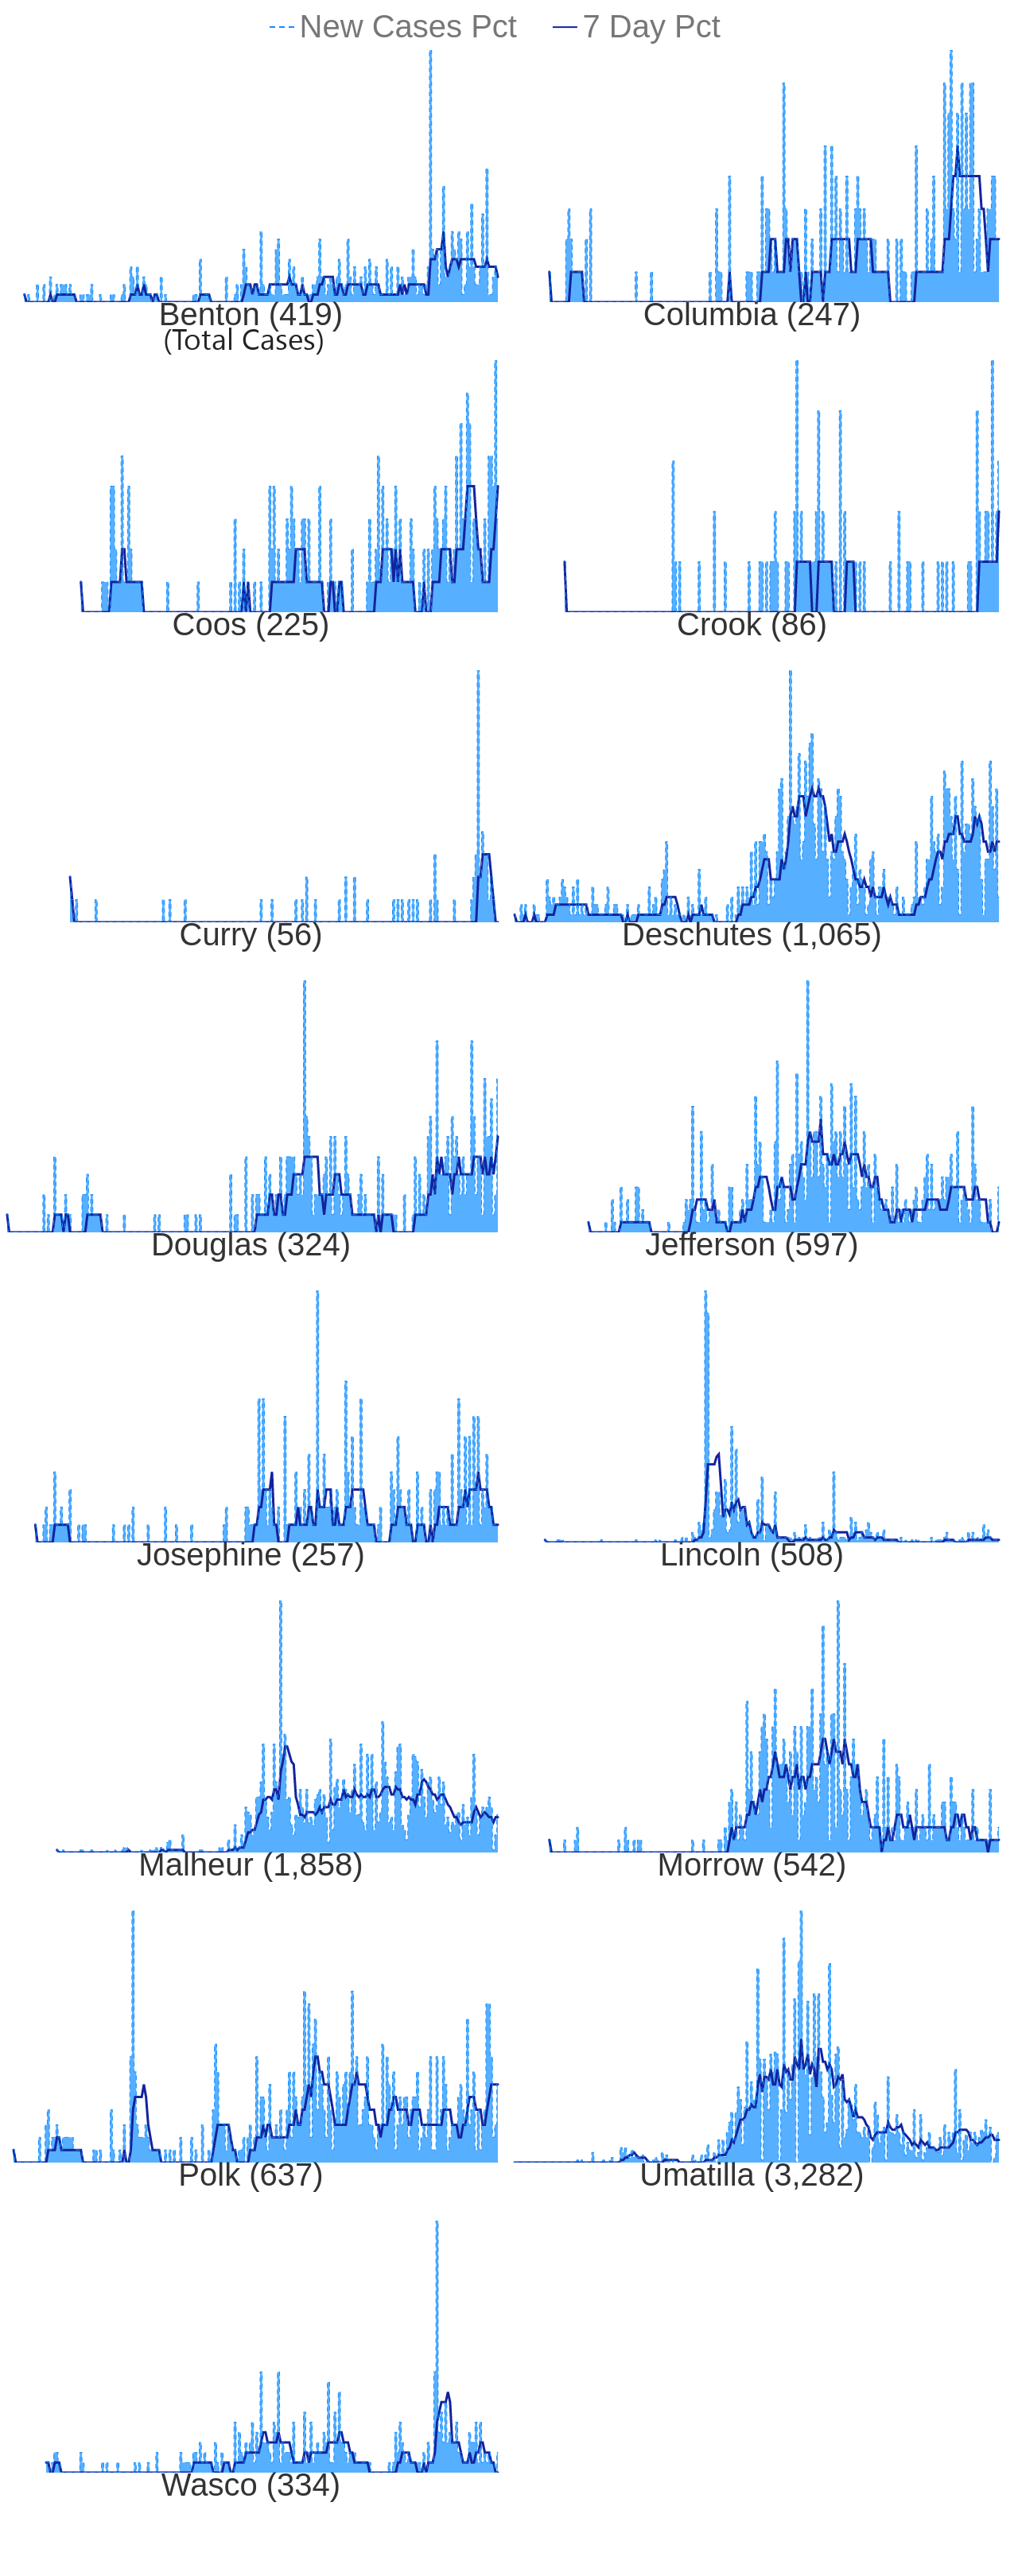 New Cases Pct 7 Day Pct
Benton (419) Columbia (247)
(Total Cases)
Coos (225) Crook (86)
Curry (56) Deschutes (1,065)
Douglas (324) Jefferson (597)
Josephine (257) Lincoln (508)
Malheur (1,858) Morrow (542)
Polk (637) Umatilla (3,282)
Wasco (334)